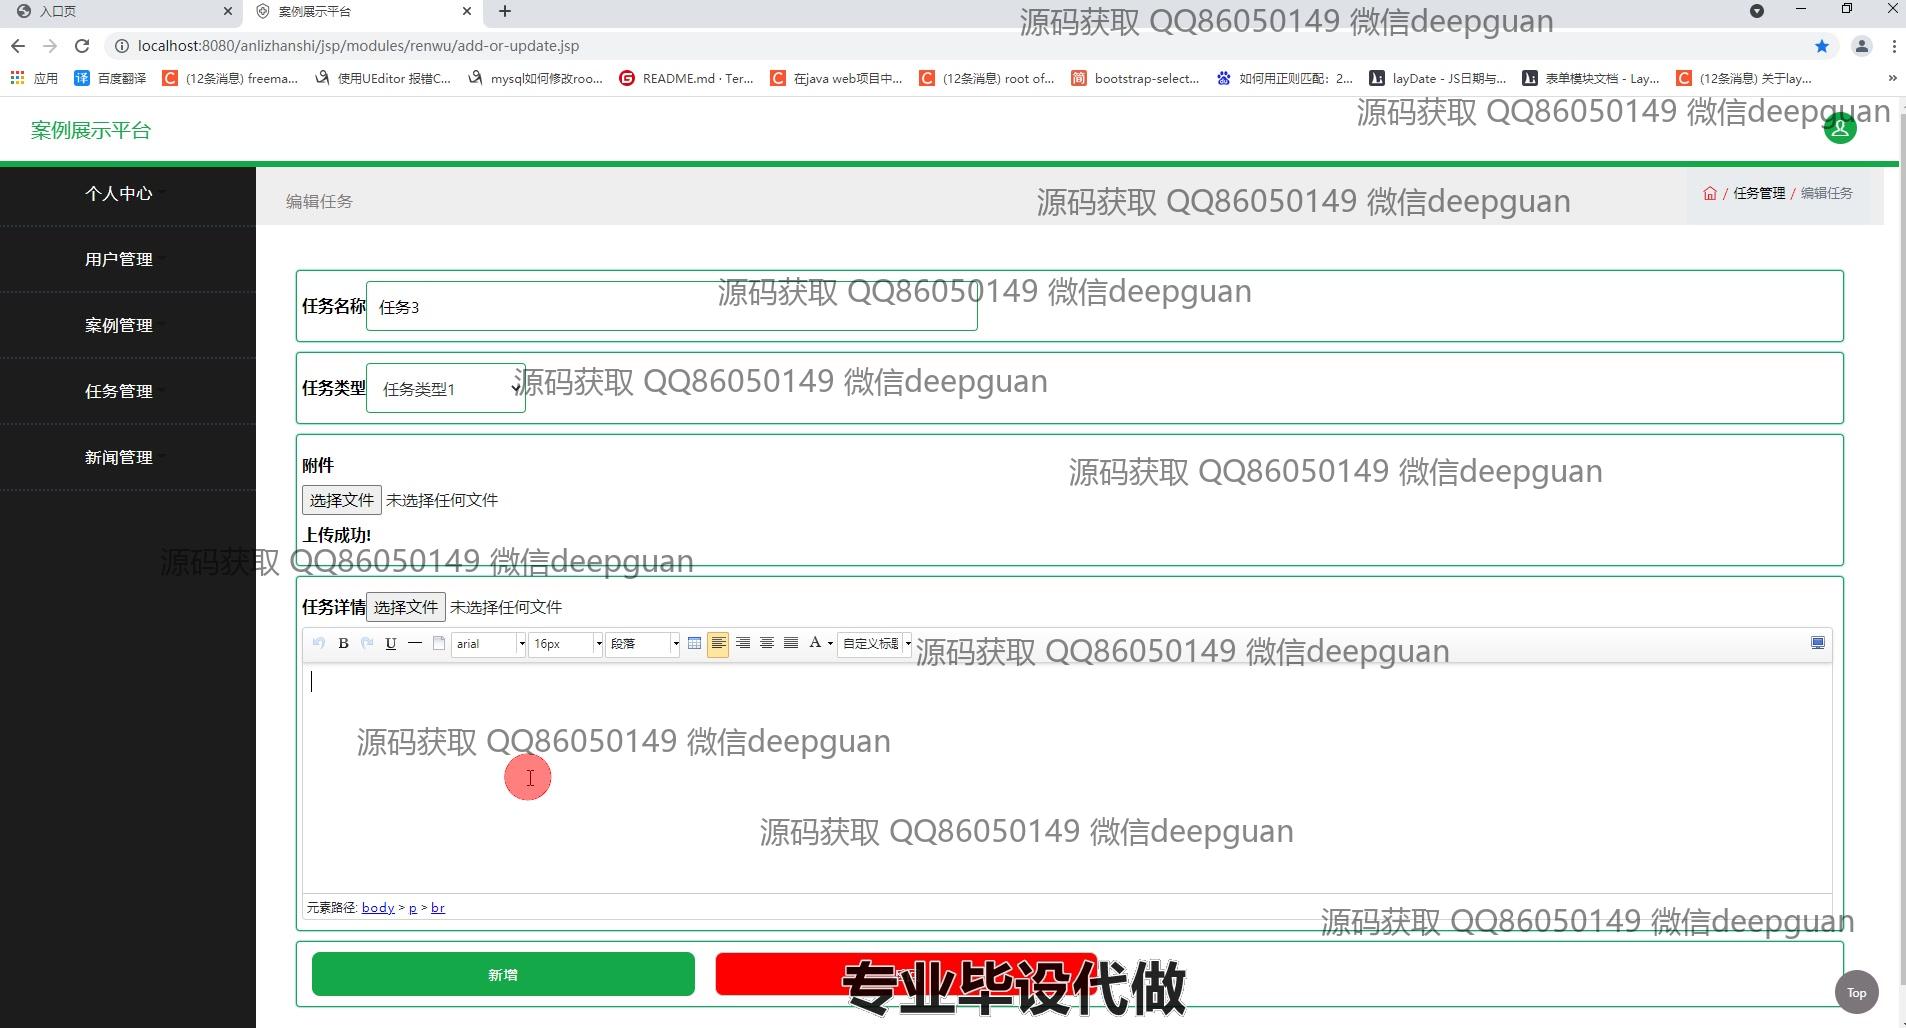 入口页
案例展示平台
源码获取 QQ86050149 微信deepguan
localhost:8080/anlizhanshi/jsp/modules/renwu/add-or-update.jsp
应用
百度翻译
(12条消息) freema...
使用UEditor 报错C...
mysql如何修改roo...
README.md · Ter...
在java web项目中...
(12条消息) root of...
bootstrap-select...
如何用正则匹配：2...
layDate - JS日期与...
表单模块文档 - Lay...
(12条消息) 关于lay...
源码获取 QQ86050149 微信deepguan
案例展示平台
个人中心
用户管理
案例管理
任务管理
新闻管理
编辑任务
源码获取 QQ86050149 微信deepguan
/ 任务管理 / 编辑任务
任务名称 任务3
源码获取 QQ86050149 微信deepguan
任务类型 任务类型1
源码获取 QQ86050149 微信deepguan
附件
源码获取 QQ86050149 微信deepguan
选择文件 未选择任何文件
上传成功!
源码获取 QQ86050149 微信deepguan
任务详情 选择文件 未选择任何文件
B U arial 16px 段落 A 自定义标题
源码获取 QQ86050149 微信deepguan
源码获取 QQ86050149 微信deepguan
源码获取 QQ86050149 微信deepguan
元素路径: body > p > br
源码获取 QQ86050149 微信deepguan
新增
专业毕设代做
Top